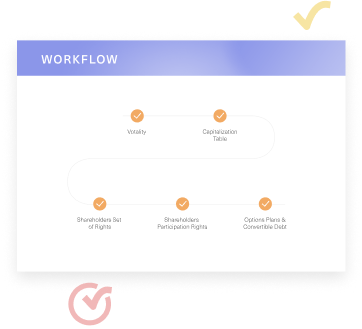 WORKFLOW
Votality
Capitalization
Table
Shareholders Set
of Rights
Shareholders
Participation Rights
Options Plans &
Convertible Debt